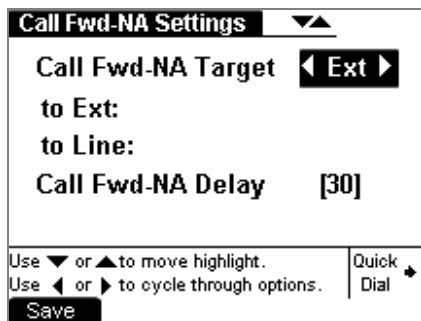 Call Fwd-NA Settings ▼▲
Call Fwd-NA Target ◀ Ext ▶
to Ext:
to Line:
Call Fwd-NA Delay [30]
Use ▼ or ▲ to move highlight.
Use ◀ or ▶ to cycle through options.
Quick
Dial
Save